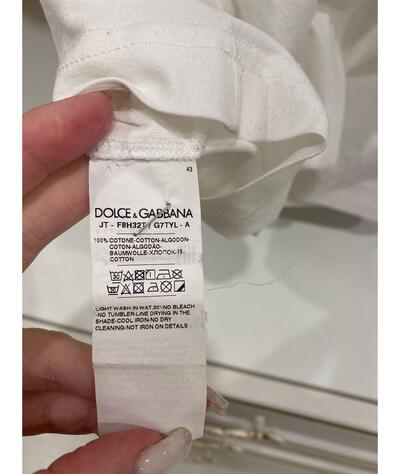 43
DOLCE & GABBANA
JT - F8H32T / G7TYL - A
100% COTONE-COTTON-ALGODON-
COTON-ALGODÃO-
BAUMWOLLE-ХЛОПОК-棉-
COTTON
LIGHT WASH IN WAT.30°-NO BLEACH
-NO TUMBLER-LINE DRYING IN THE
SHADE-COOL IRON-NO DRY
CLEANING-NOT IRON ON DETAILS